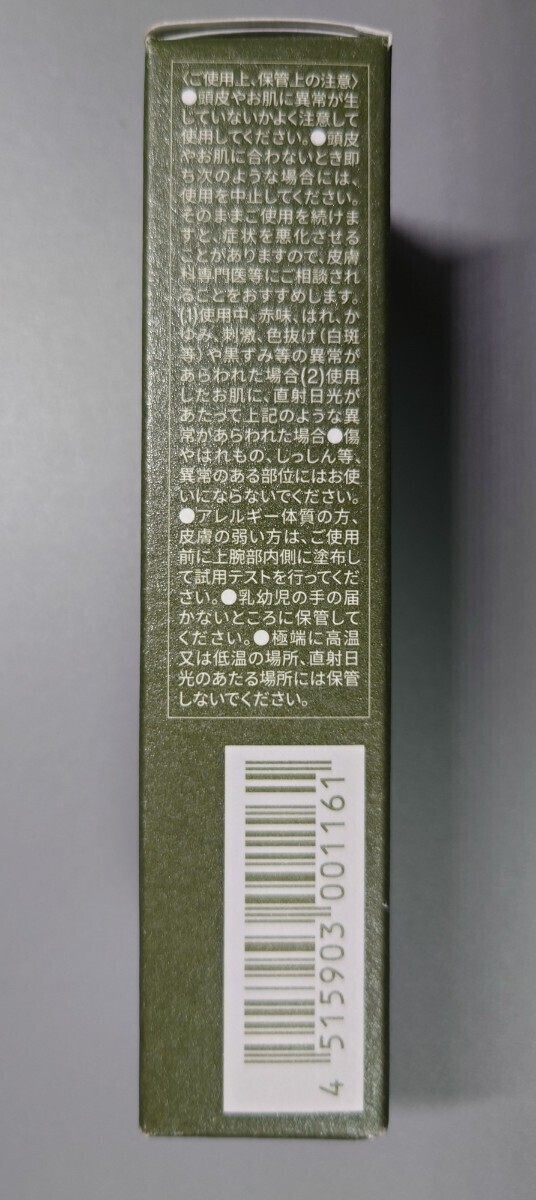 〈ご使用上、保管上の注意〉
●頭皮やお肌に異常が生
じていないかよく注意して
使用してください。●頭皮
やお肌に合わないとき即
ち次のような場合には、
使用を中止してください。
そのままご使用を続けま
すと、症状を悪化させる
ことがありますので、皮膚
科専門医等にご相談され
ることをおすすめします。
(1)使用中、赤味、はれ、か
ゆみ、刺激、色抜け(白斑
等)や黒ずみ等の異常が
あらわれた場合(2)使用
したお肌に、直射日光が
あたって上記のような異
常があらわれた場合●傷
やはれもの、しっしん等、
異常のある部位にはお使
いにならないでください。
●アレルギー体質の方、
皮膚の弱い方は、ご使用
前に上腕部内側に塗布し
て試用テストを行ってくだ
さい。●乳幼児の手の届
かないところに保管して
ください。●極端に高温
又は低温の場所、直射日
光のあたる場所には保管
しないでください。
4 515903 001161